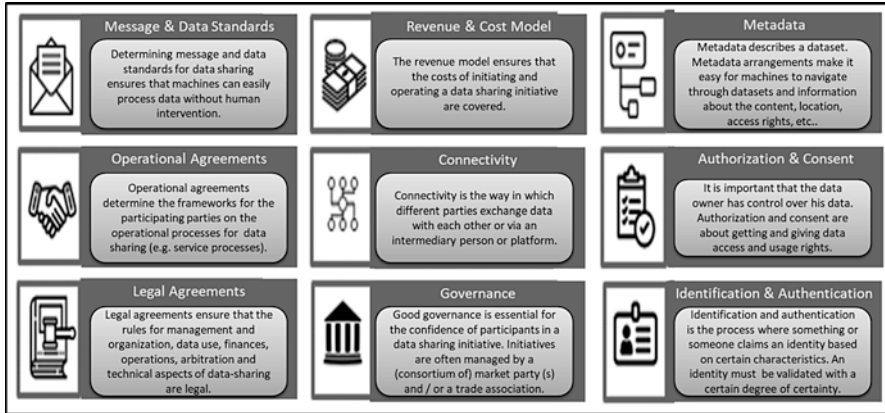 Message & Data Standards
Determining message and data
standards for data sharing
ensures that machines can easily
process data without human
intervention.
Revenue & Cost Model
The revenue model ensures that
the costs of initiating and
operating a data sharing initiative
are covered.
Metadata
Metadata describes a dataset.
Metadata arrangements make it
easy for machines to navigate
through datasets and information
about the content, location,
access rights, etc..
Operational Agreements
Operational agreements
determine the frameworks for the
participating parties on the
operational processes for data
sharing (e.g. service processes).
Connectivity
Connectivity is the way in which
different parties exchange data
with each other or via an
intermediary person or platform.
Authorization & Consent
It is important that the data
owner has control over his data.
Authorization and consent are
about getting and giving data
access and usage rights.
Legal Agreements
Legal agreements ensure that the
rules for management and
organization, data use, finances,
operations, arbitration and
technical aspects of data-sharing
are legal.
Governance
Good governance is essential for
the confidence of participants in a
data sharing initiative. Initiatives
are often managed by a
(consortium of) market party (s)
and / or a trade association.
Identification & Authentication
Identification and authentication
is the process where something or
someone claims an identity based
on certain characteristics. An
identity must be validated with a
certain degree of certainty.